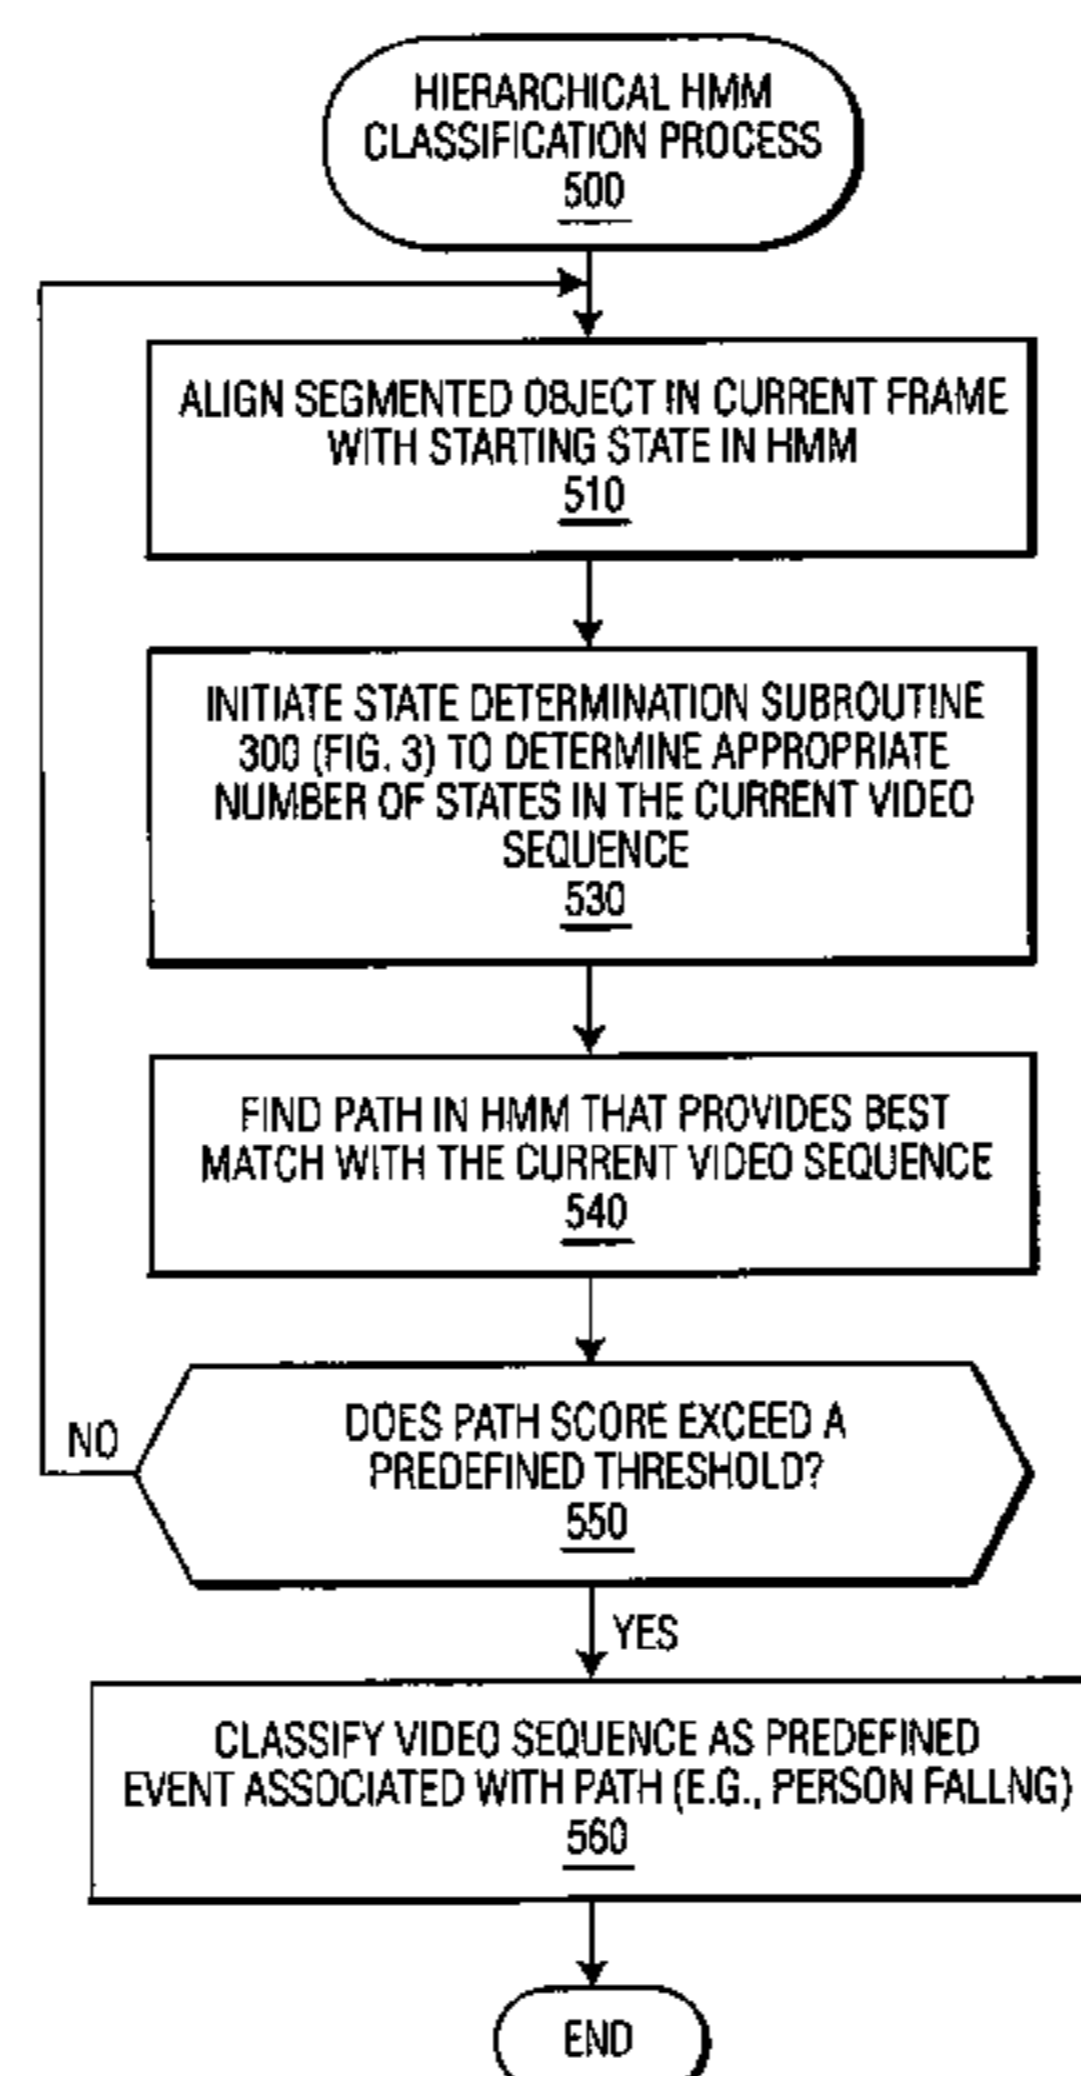 HIERARCHICAL HMM
CLASSIFICATION PROCESS
500
ALIGN SEGMENTED OBJECT IN CURRENT FRAME
WITH STARTING STATE IN HMM
510
INITIATE STATE DETERMINATION SUBROUTINE
300 (FIG. 3) TO DETERMINE APPROPRIATE
NUMBER OF STATES IN THE CURRENT VIDEO
SEQUENCE
530
FIND PATH IN HMM THAT PROVIDES BEST
MATCH WITH THE CURRENT VIDEO SEQUENCE
540
NO
DOES PATH SCORE EXCEED A
PREDEFINED THRESHOLD?
550
YES
CLASSIFY VIDEO SEQUENCE AS PREDEFINED
EVENT ASSOCIATED WITH PATH (E.G., PERSON FALLNG)
560
END